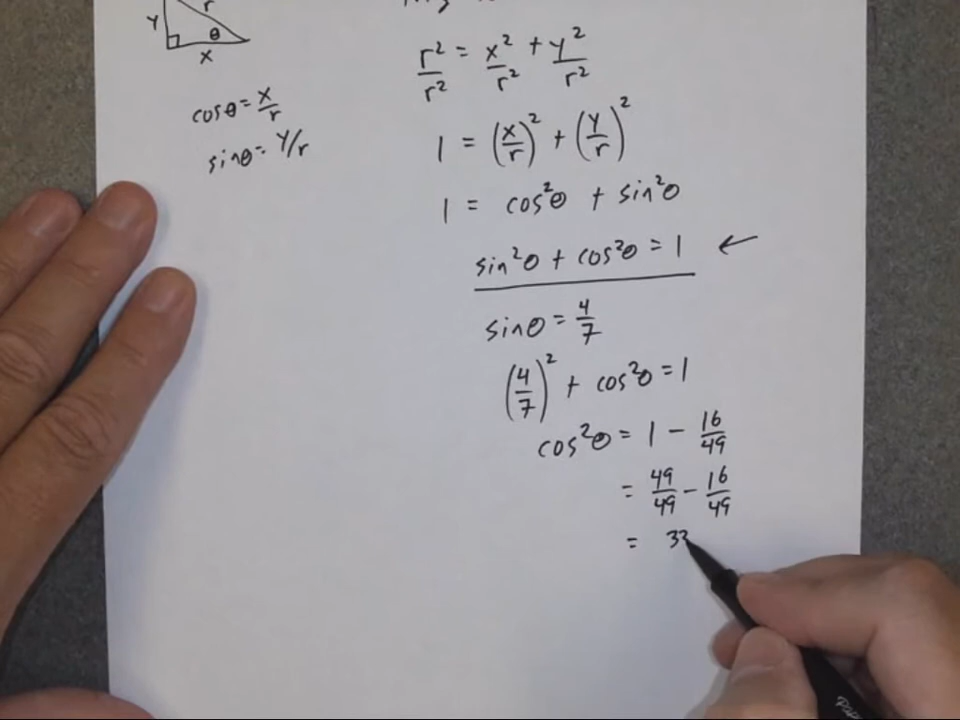 y r θ
x
cosθ = x/r
sinθ = y/r
r²/r² = x²/r² + y²/r²
1 = (x/r)² + (y/r)²
1 = cos²θ + sin²θ
sin²θ + cos²θ = 1 ←
sinθ = 4/7
(4/7)² + cos²θ = 1
cos²θ = 1 - 16/49
= 49/49 - 16/49
= 33